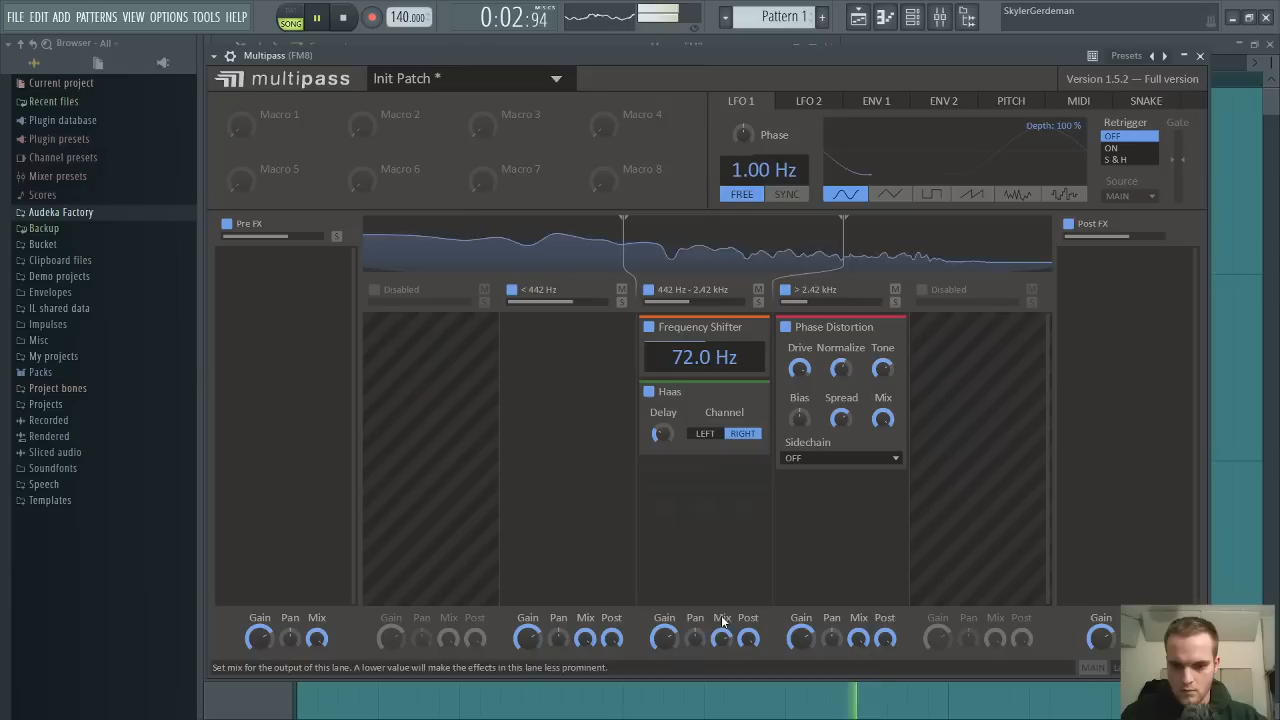 FILE EDIT ADD PATTERNS VIEW OPTIONS TOOLS HELP
SONG
140.000
0:02:94
Pattern 1
SkylerGerdeman
Browser - All
Multipass (FM8)
Presets
Current project
Recent files
Plugin database
Plugin presets
Channel presets
Mixer presets
Scores
Audeka Factory
Backup
Bucket
Clipboard files
Demo projects
Envelopes
IL shared data
Impulses
Misc
My projects
Packs
Project bones
Projects
Recorded
Rendered
Sliced audio
Soundfonts
Speech
Templates
multipass
Init Patch *
Version 1.5.2 — Full version
Macro 1
Macro 2
Macro 3
Macro 4
Macro 5
Macro 6
Macro 7
Macro 8
LFO 1
LFO 2
ENV 1
ENV 2
PITCH
MIDI
SNAKE
Phase
1.00 Hz
FREE
SYNC
Depth: 100 %
Retrigger
OFF
ON
S & H
Source
MAIN
Gate
Pre FX
S
Post FX
Disabled
M
S
< 442 Hz
M
S
442 Hz - 2.42 kHz
M
S
> 2.42 kHz
M
S
Disabled
M
S
Frequency Shifter
72.0 Hz
Haas
Delay
Channel
LEFT
RIGHT
Phase Distortion
Drive Normalize Tone
Bias Spread Mix
Sidechain
OFF
Gain Pan Mix
Gain Pan Mix Post
Gain Pan Mix Post
Gain Pan Mix Post
Gain Pan Mix Post
Gain Pan Mix Post
Gain
Set mix for the output of this lane. A lower value will make the effects in this lane less prominent.
MAIN